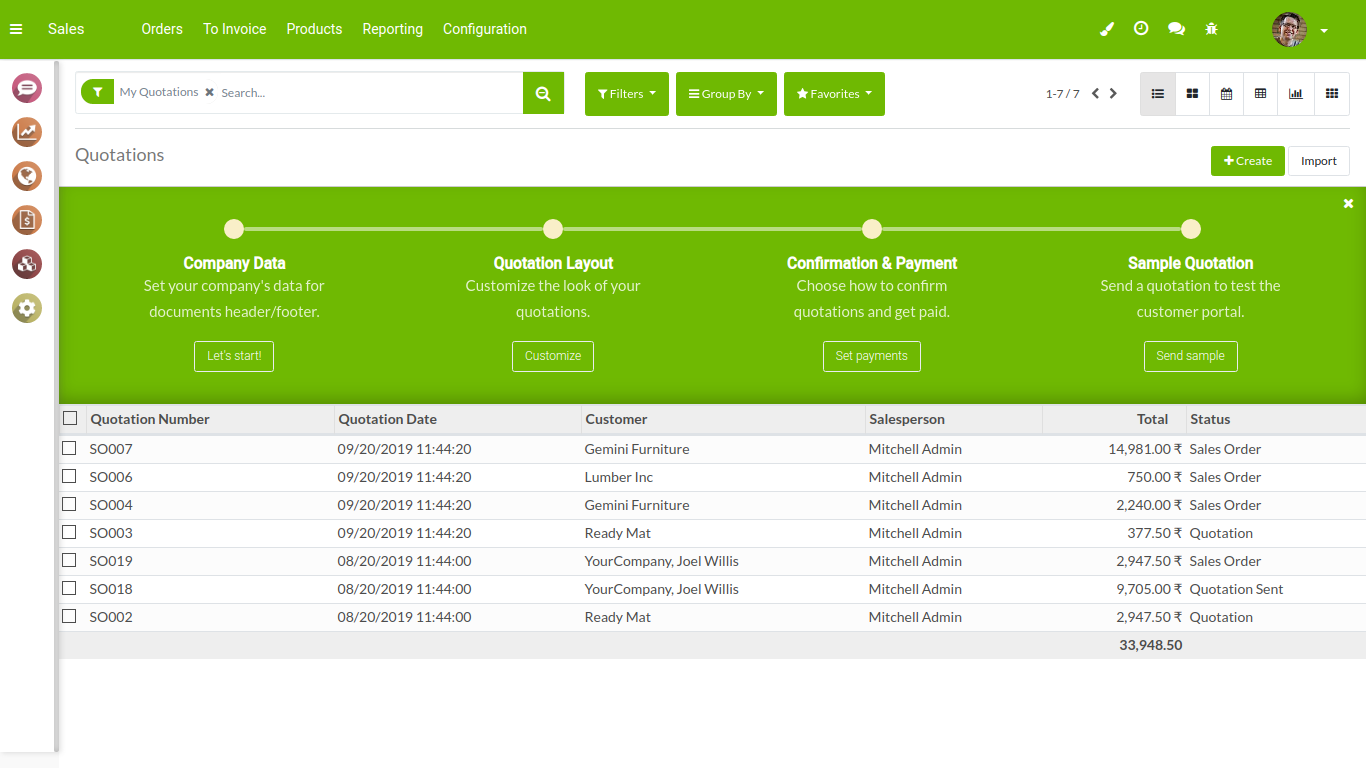 Sales Orders To Invoice Products Reporting Configuration
My Quotations Search... Filters Group By Favorites 1-7 / 7
Quotations
Create Import
Company Data Quotation Layout Confirmation & Payment Sample Quotation
Set your company's data for Customize the look of your Choose how to confirm Send a quotation to test the
documents header/footer. quotations. quotations and get paid. customer portal.
Let's start! Customize Set payments Send sample
Quotation Number Quotation Date Customer Salesperson Total Status
SO007 09/20/2019 11:44:20 Gemini Furniture Mitchell Admin 14,981.00 ₹ Sales Order
SO006 09/20/2019 11:44:20 Lumber Inc Mitchell Admin 750.00 ₹ Sales Order
SO004 09/20/2019 11:44:20 Gemini Furniture Mitchell Admin 2,240.00 ₹ Sales Order
SO003 09/20/2019 11:44:20 Ready Mat Mitchell Admin 377.50 ₹ Quotation
SO019 08/20/2019 11:44:00 YourCompany, Joel Willis Mitchell Admin 2,947.50 ₹ Sales Order
SO018 08/20/2019 11:44:00 YourCompany, Joel Willis Mitchell Admin 9,705.00 ₹ Quotation Sent
SO002 08/20/2019 11:44:00 Ready Mat Mitchell Admin 2,947.50 ₹ Quotation
33,948.50